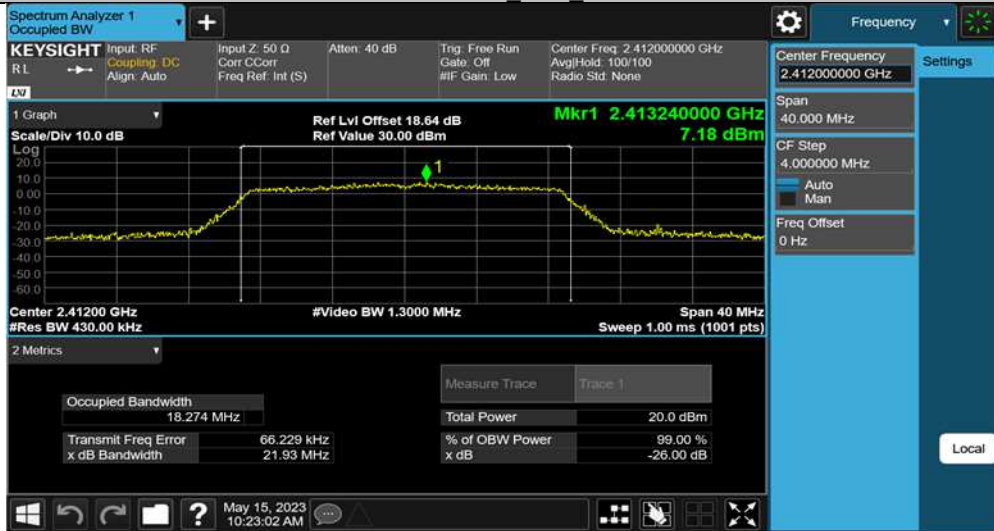 Spectrum Analyzer 1
Occupied BW
Frequency
KEYSIGHT
RL
LXI
Input: RF
Coupling: DC
Align: Auto
Input Z: 50 Ω
Corr CCorr
Freq Ref: Int (S)
Atten: 40 dB
Trig: Free Run
Gate: Off
#IF Gain: Low
Center Freq: 2.412000000 GHz
Avg|Hold: 100/100
Radio Std: None
Center Frequency
2.412000000 GHz
Settings
Span
40.000 MHz
CF Step
4.000000 MHz
Auto
Man
Freq Offset
0 Hz
Local
1 Graph
Scale/Div 10.0 dB
Ref Lvl Offset 18.64 dB
Ref Value 30.00 dBm
Mkr1 2.413240000 GHz
7.18 dBm
Log
20.0
10.0
0.00
-10.0
-20.0
-30.0
-40.0
-50.0
-60.0
1
Center 2.41200 GHz
#Video BW 1.3000 MHz
Span 40 MHz
#Res BW 430.00 kHz
Sweep 1.00 ms (1001 pts)
2 Metrics
Measure Trace Trace 1
Occupied Bandwidth
18.274 MHz
Total Power 20.0 dBm
Transmit Freq Error 66.229 kHz
% of OBW Power 99.00 %
x dB Bandwidth 21.93 MHz
x dB -26.00 dB
?
May 15, 2023
10:23:02 AM